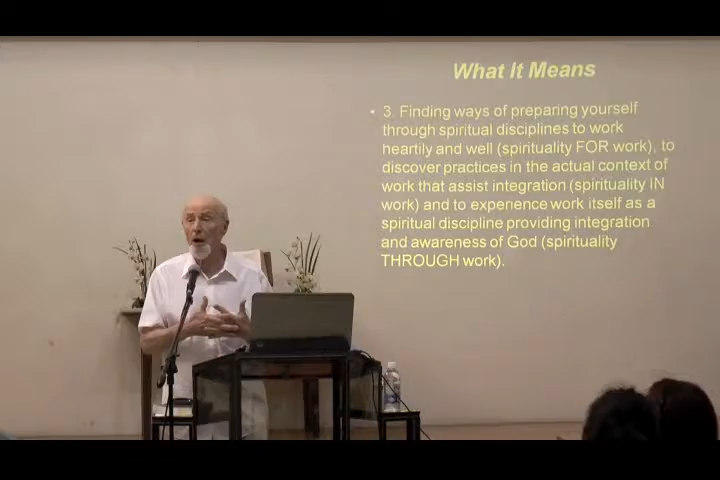 What It Means
• 3. Finding ways of preparing yourself
through spiritual disciplines to work
heartily and well (spirituality FOR work), to
discover practices in the actual context of
work that assist integration (spirituality IN
work) and to experience work itself as a
spiritual discipline providing integration
and awareness of God (spirituality
THROUGH work).